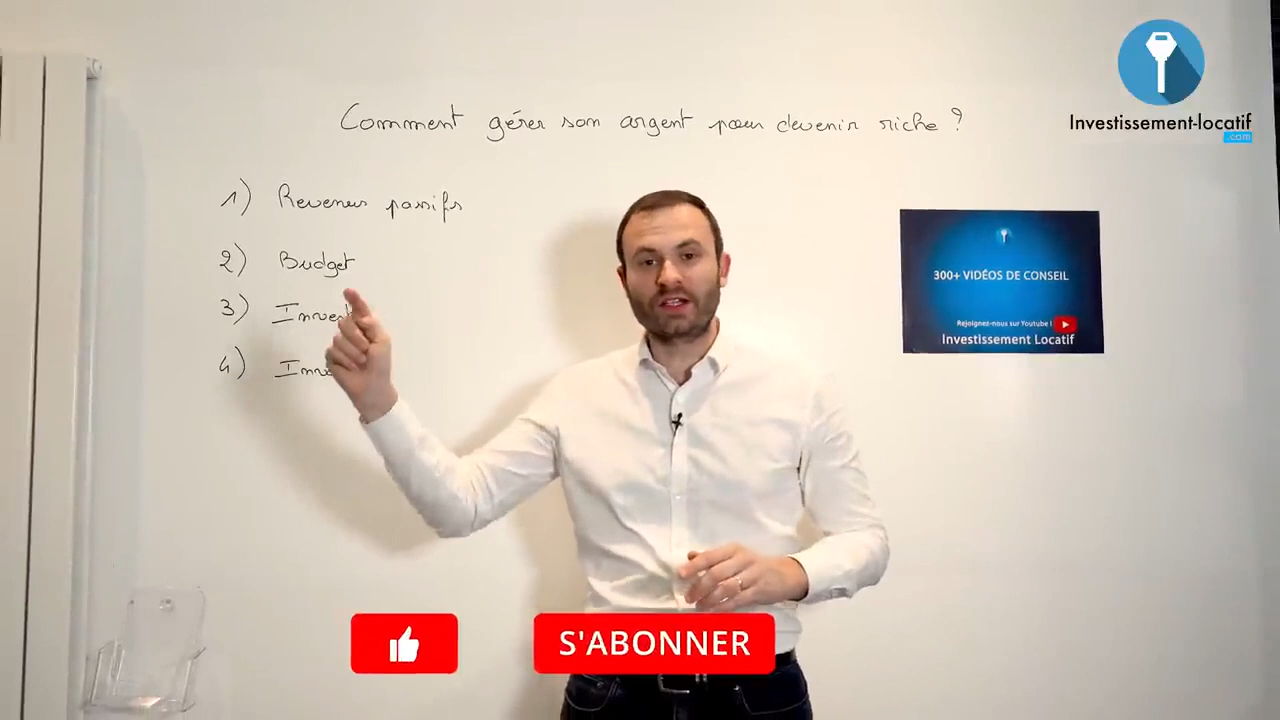 Comment gérer son argent pour devenir riche ?
Investissement-locatif
.com
1) Revenus passifs
2) Budget
3)
4)
300+ VIDÉOS DE CONSEIL
Rejoignez-nous sur Youtube !
Investissement Locatif
S'ABONNER